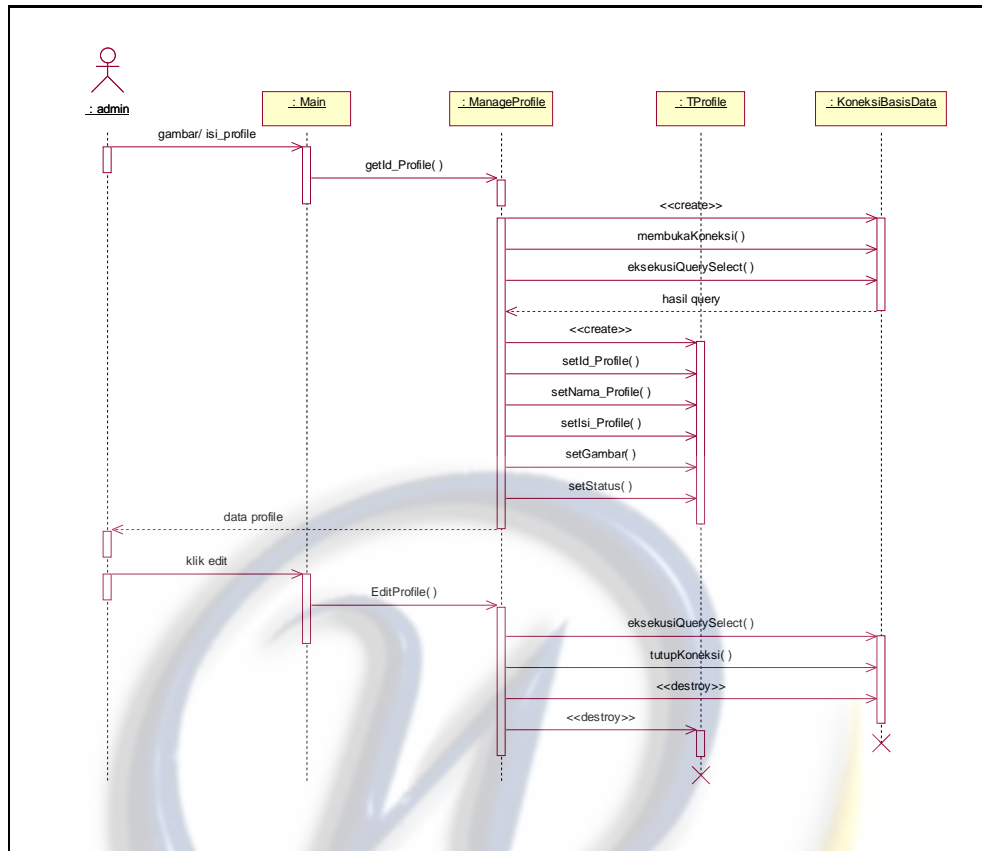 : admin
: Main
: ManageProfile
: TProfile
: KoneksiBasisData
gambar/ isi_profile
getId_Profile( )
<<create>>
membukaKoneksi( )
eksekusiQuerySelect( )
hasil query
<<create>>
setId_Profile( )
setNama_Profile( )
setIsi_Profile( )
setGambar( )
setStatus( )
data profile
klik edit
EditProfile( )
eksekusiQuerySelect( )
tutupKoneksi( )
<<destroy>>
<<destroy>>